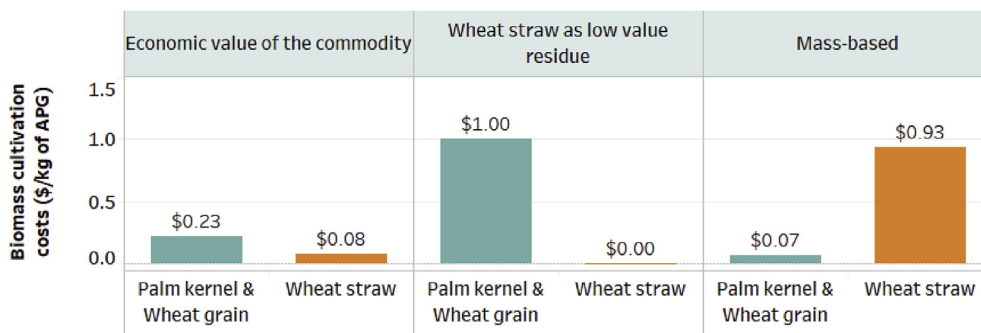 Economic value of the commodity
Wheat straw as low value
residue
Mass-based
Biomass cultivation
costs ($/kg of APG)
1.5
1.0
0.5
0.0
$0.23
$0.08
$1.00
$0.00
$0.07
$0.93
Palm kernel &
Wheat grain
Wheat straw
Palm kernel &
Wheat grain
Wheat straw
Palm kernel &
Wheat grain
Wheat straw